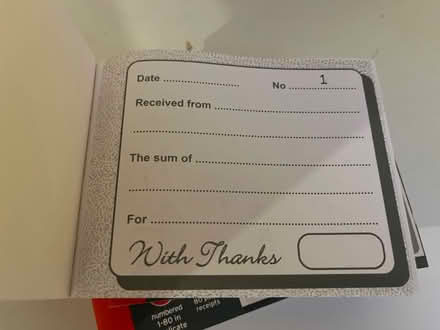 Date ........................ No 1
Received from ................................................
................................................................
The sum of ....................................................
................................................................
For ..............................................................
With Thanks
numbered
1-80 in
receipts